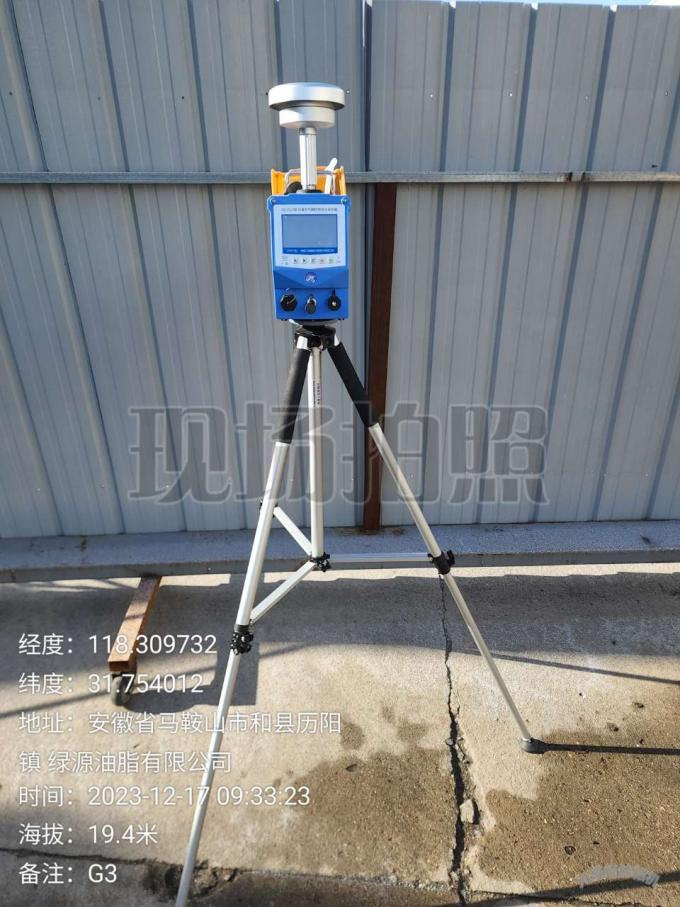 现场拍照
经度：118.309732
纬度：31.754012
地址：安徽省马鞍山市和县历阳
镇 绿源油脂有限公司
时间：2023-12-17 09:33:23
海拔：19.4米
备注：G3